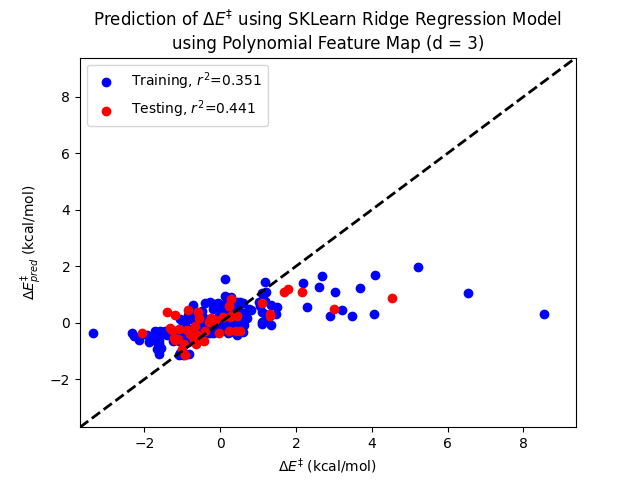 Prediction of ΔE‡ using SKLearn Ridge Regression Model
using Polynomial Feature Map (d = 3)
Training, r²=0.351
Testing, r²=0.441
8
6
4
2
0
−2
ΔE‡pred (kcal/mol)
−2 0 2 4 6 8
ΔE‡ (kcal/mol)